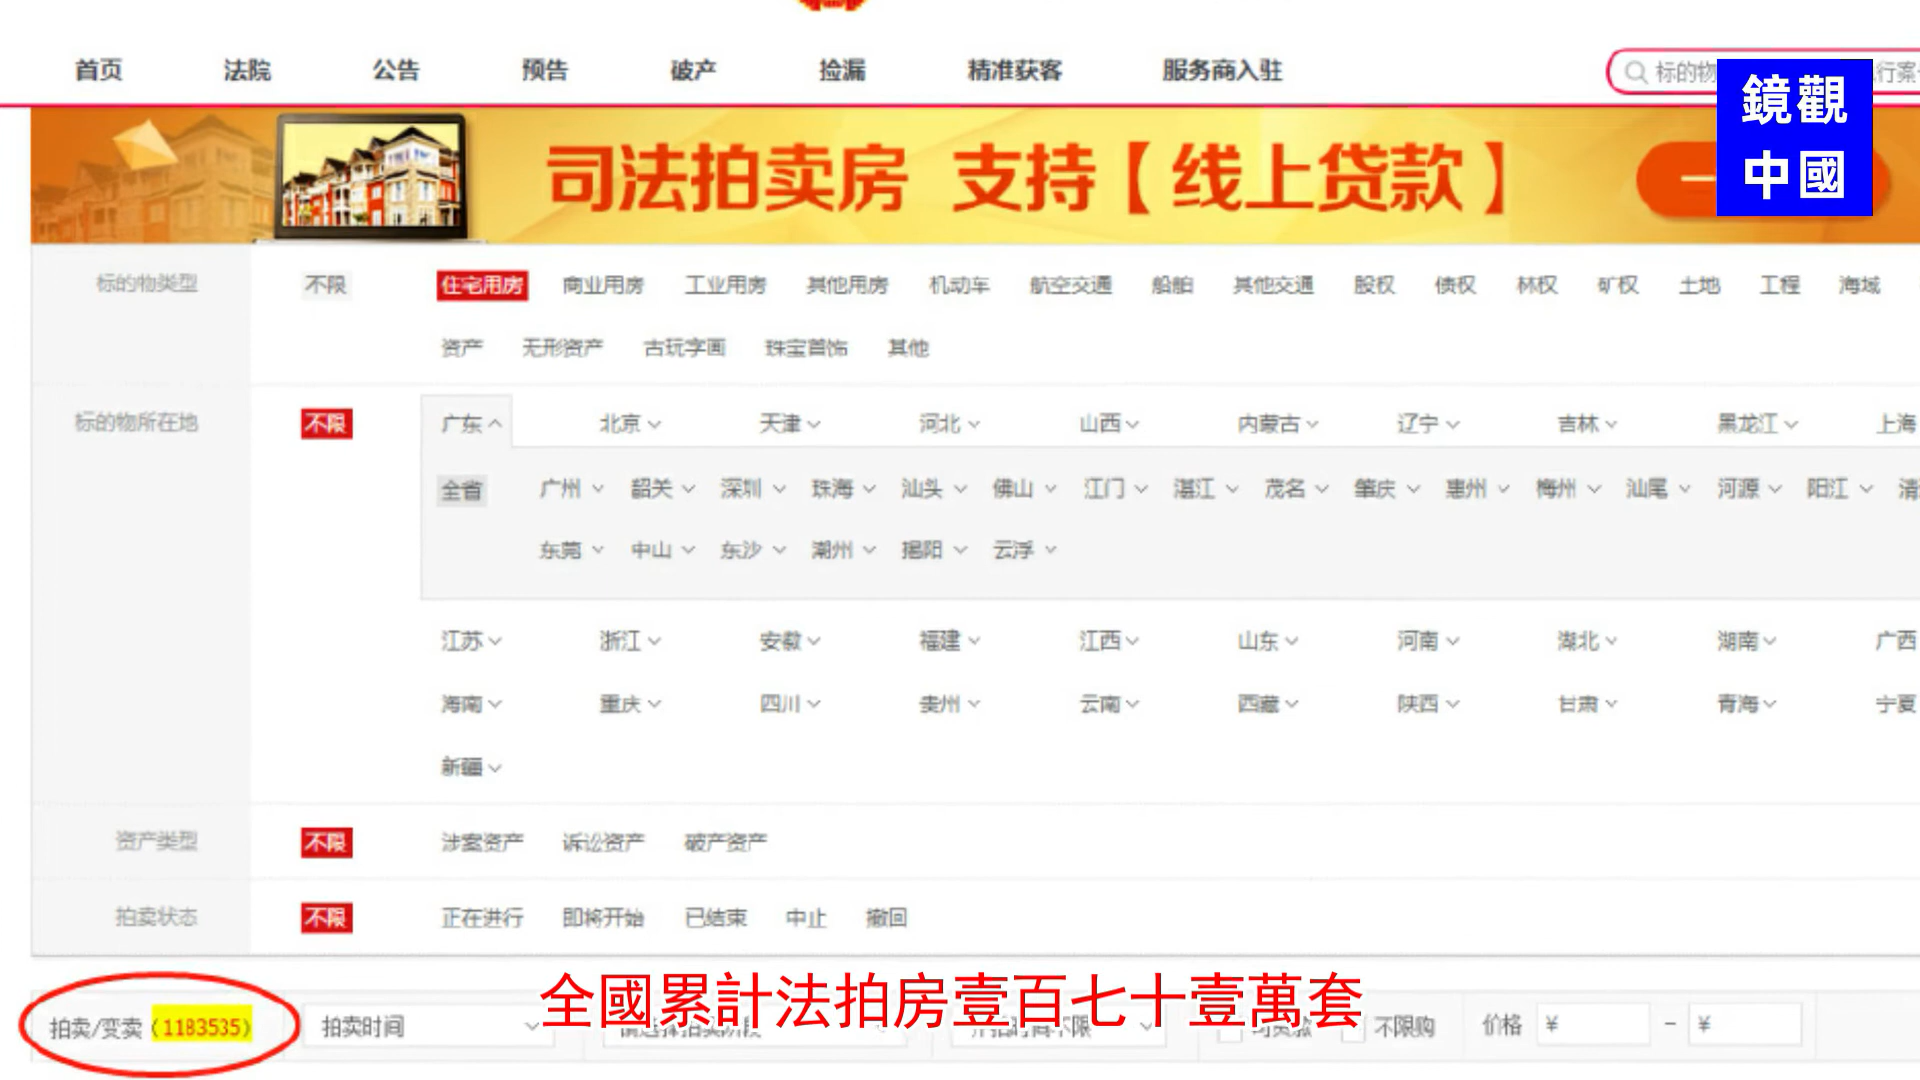 首页 法院 公告 预告 破产 捡漏 精准获客 服务商入驻
标的物 行案
鏡觀
中國
司法拍卖房 支持【线上贷款】
标的物类型 不限 住宅用房 商业用房 工业用房 其他用房 机动车 航空交通 船舶 其他交通 股权 债权 林权 矿权 土地 工程 海域
资产 无形资产 古玩字画 珠宝首饰 其他
标的物所在地 不限 广东 北京 天津 河北 山西 内蒙古 辽宁 吉林 黑龙江 上海
全省 广州 韶关 深圳 珠海 汕头 佛山 江门 湛江 茂名 肇庆 惠州 梅州 汕尾 河源 阳江 清
东莞 中山 东沙 潮州 揭阳 云浮
江苏 浙江 安徽 福建 江西 山东 河南 湖北 湖南 广西
海南 重庆 四川 贵州 云南 西藏 陕西 甘肃 青海 宁夏
新疆
资产类型 不限 涉案资产 诉讼资产 破产资产
拍卖状态 不限 正在进行 即将开始 已结束 中止 撤回
全國累計法拍房壹百七十壹萬套
拍卖/变卖 (1183535) 拍卖时间 不限购 价格 ¥ - ¥